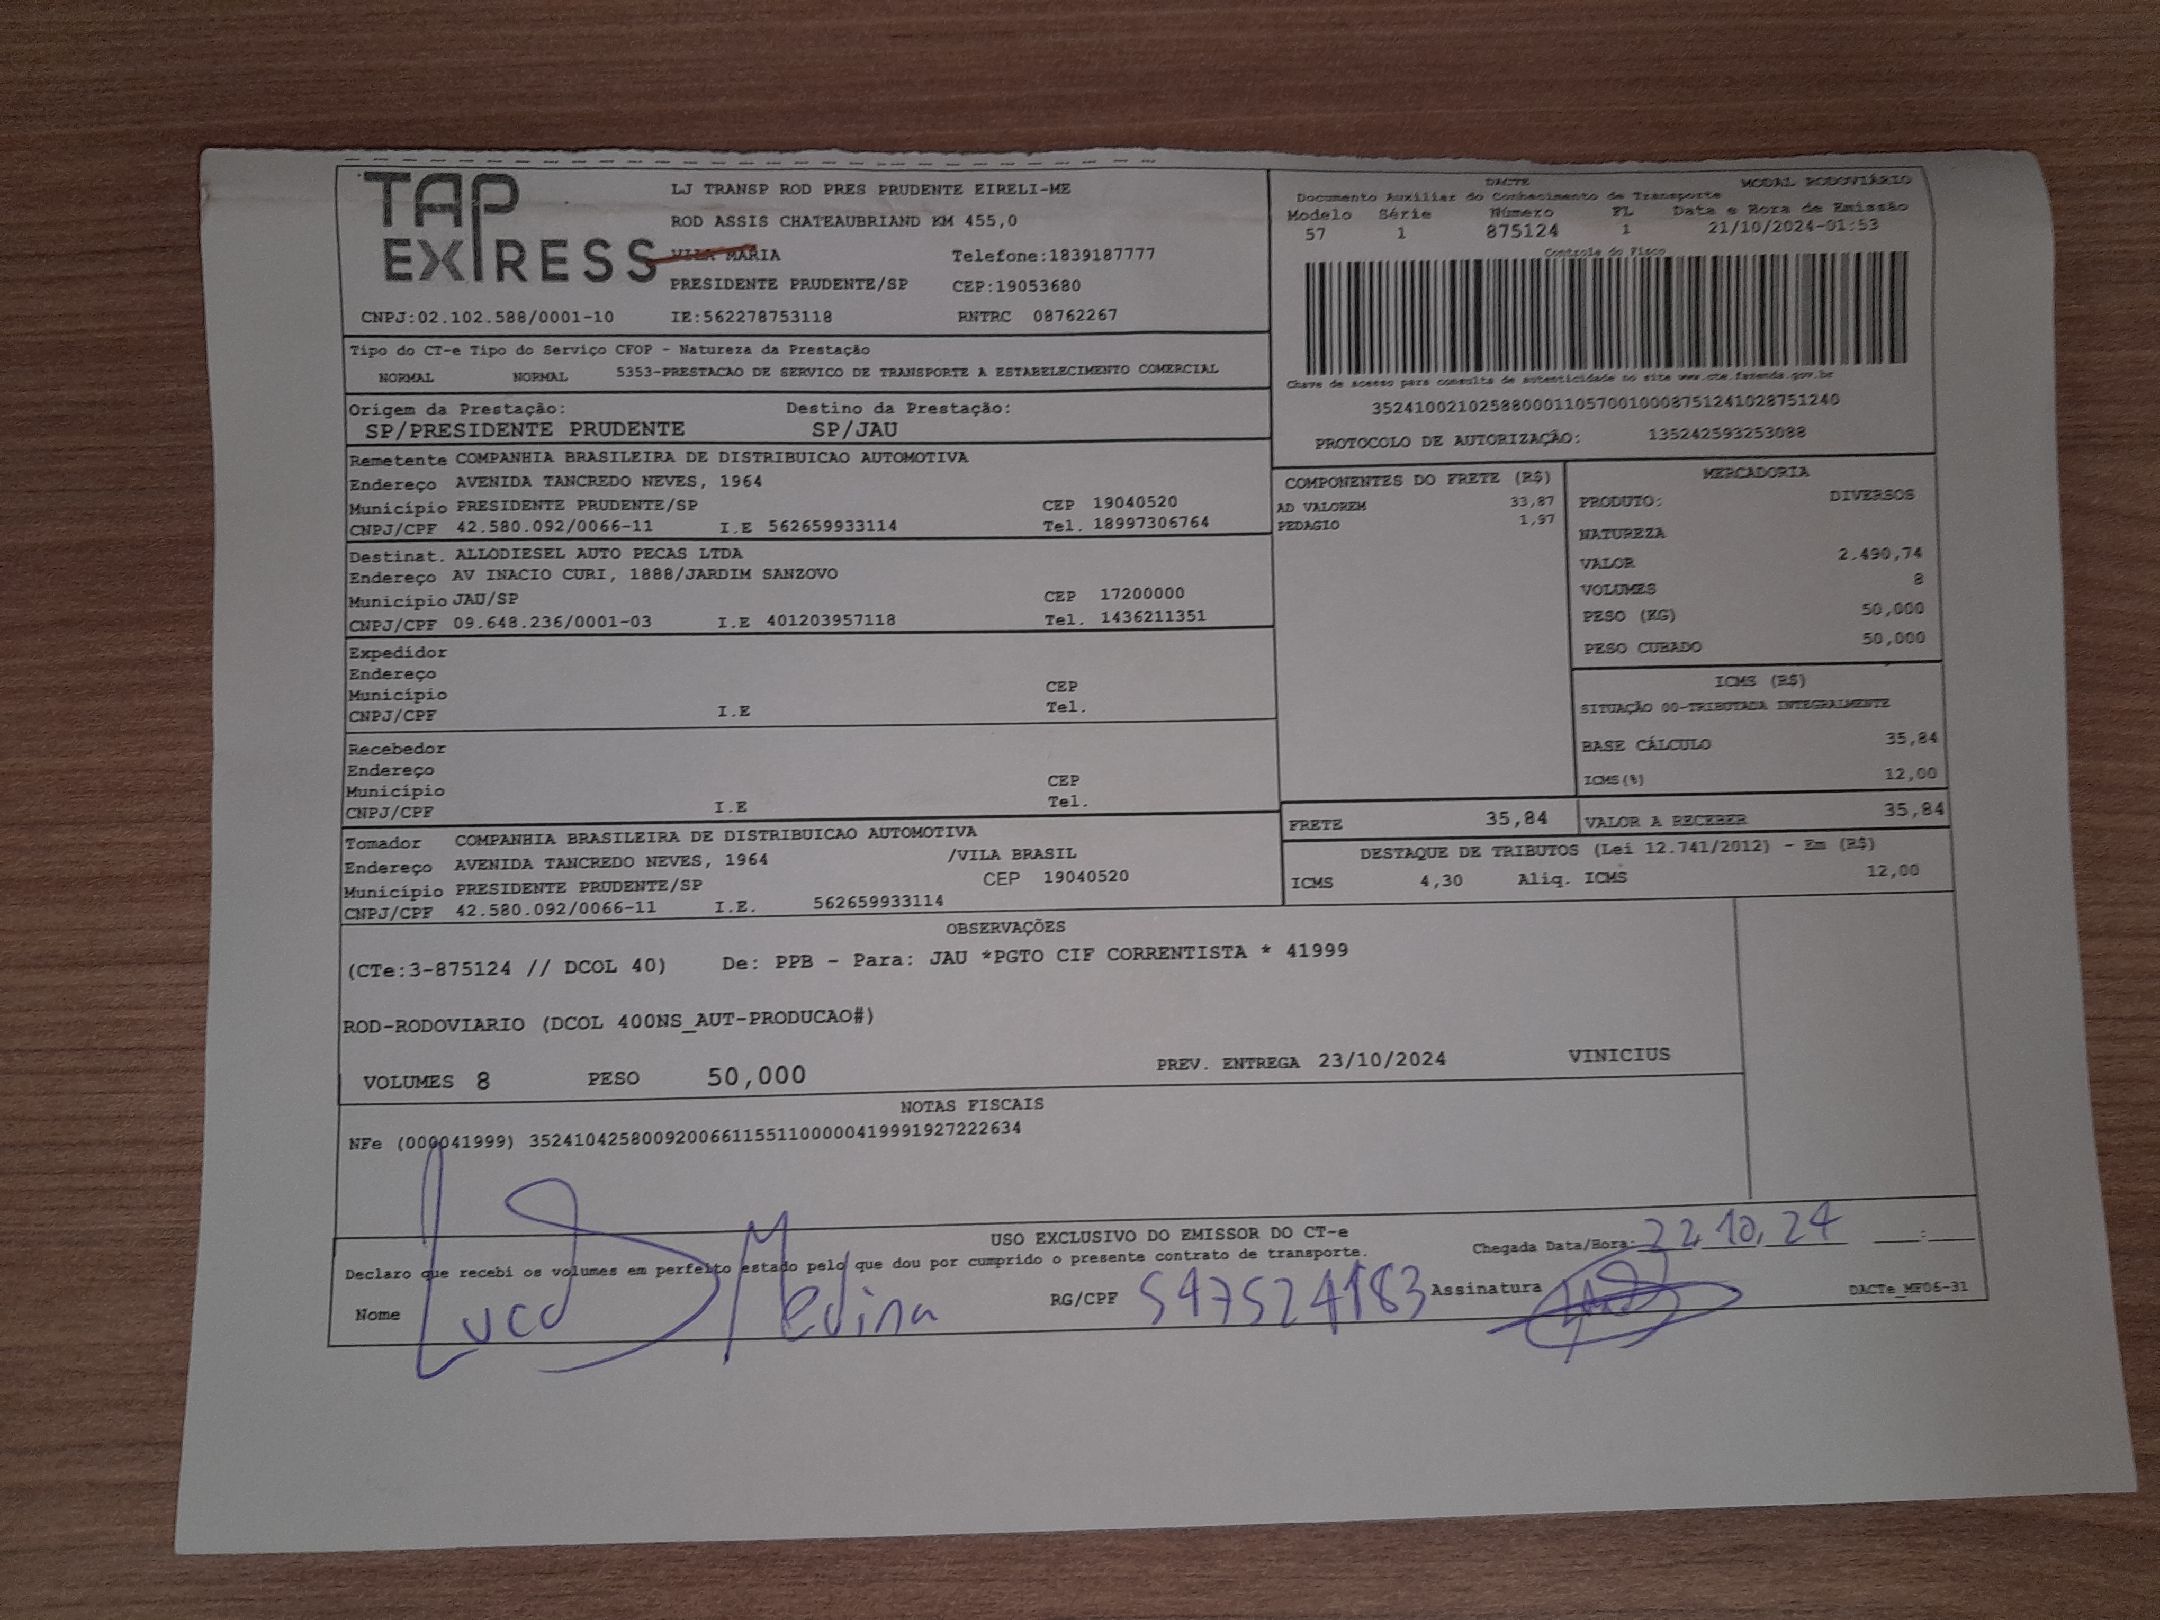 TAP EXPRESS
LJ TRANSP ROD PRES PRUDENTE EIRELI-ME
ROD ASSIS CHATEAUBRIAND KM 455,0
VILA MARIA Telefone:1839187777
PRESIDENTE PRUDENTE/SP CEP:19053680
CNPJ:02.102.588/0001-10 IE:562278753118 RNTRC 08762267
DACTE MODAL RODOVIÁRIO
Documento Auxiliar do Conhecimento de Transporte
Modelo Série Número FL Data e Hora de Emissão
57 1 875124 1 21/10/2024-01:53
Controle do Fisco
Chave de acesso para consulta de autenticidade no site www.cte.fazenda.gov.br
35241002102588000110570010008751241028751240
PROTOCOLO DE AUTORIZAÇÃO: 135242593253088
Tipo do CT-e Tipo do Serviço CFOP - Natureza da Prestação
NORMAL NORMAL 5353-PRESTACAO DE SERVICO DE TRANSPORTE A ESTABELECIMENTO COMERCIAL
Origem da Prestação: Destino da Prestação:
SP/PRESIDENTE PRUDENTE SP/JAU
Remetente COMPANHIA BRASILEIRA DE DISTRIBUICAO AUTOMOTIVA
Endereço AVENIDA TANCREDO NEVES, 1964
Município PRESIDENTE PRUDENTE/SP CEP 19040520
CNPJ/CPF 42.580.092/0066-11 I.E 562659933114 Tel. 18997306764
Destinat. ALLODIESEL AUTO PECAS LTDA
Endereço AV INACIO CURI, 1888/JARDIM SANZOVO
Município JAU/SP CEP 17200000
CNPJ/CPF 09.648.236/0001-03 I.E 401203957118 Tel. 1436211351
Expedidor
Endereço
Município CEP
CNPJ/CPF I.E Tel.
Recebedor
Endereço
Município CEP
CNPJ/CPF I.E Tel.
Tomador COMPANHIA BRASILEIRA DE DISTRIBUICAO AUTOMOTIVA
Endereço AVENIDA TANCREDO NEVES, 1964 /VILA BRASIL
Município PRESIDENTE PRUDENTE/SP CEP 19040520
CNPJ/CPF 42.580.092/0066-11 I.E. 562659933114
COMPONENTES DO FRETE (R$)
AD VALOREM 33,87
PEDAGIO 1,97
MERCADORIA
PRODUTO: DIVERSOS
NATUREZA
VALOR 2.490,74
VOLUMES 8
PESO (KG) 50,000
PESO CUBADO 50,000
ICMS (R$)
SITUAÇÃO 00-TRIBUTADA INTEGRALMENTE
BASE CÁLCULO 35,84
ICMS(%) 12,00
FRETE 35,84 VALOR A RECEBER 35,84
DESTAQUE DE TRIBUTOS (Lei 12.741/2012) - Em (R$)
ICMS 4,30 Aliq. ICMS 12,00
OBSERVAÇÕES
(CTe:3-875124 // DCOL 40) De: PPB - Para: JAU *PGTO CIF CORRENTISTA * 41999
ROD-RODOVIARIO (DCOL 400NS_AUT-PRODUCAO#)
VOLUMES 8 PESO 50,000 PREV. ENTREGA 23/10/2024 VINICIUS
NOTAS FISCAIS
NFe (000041999) 35241042580092006611551100000419991927222634
USO EXCLUSIVO DO EMISSOR DO CT-e
Declaro que recebi os volumes em perfeito estado pelo que dou por cumprido o presente contrato de transporte. Chegada Data/Hora: 22,10,24 :
Nome Lucas Medina RG/CPF 547524183 Assinatura
DACTe_MF06-31